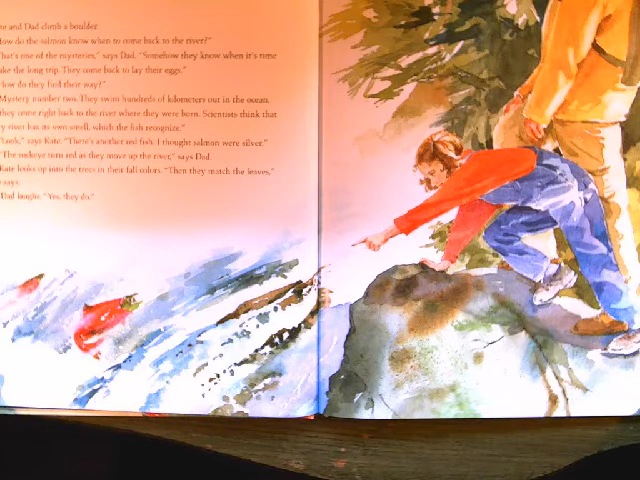 and Dad climb a boulder.
ow do the salmon know when to come back to the river?"
hat's one of the mysteries," says Dad. "Somehow they know when it's time
ake the long trip. They come back to lay their eggs."
How do they find their way?"
Mystery number two. They swim hundreds of kilometers out in the ocean,
they come right back to the river where they were born. Scientists think that
y river has its own smell, which the fish recognize."
"Look," says Kate. "There's another red fish. I thought salmon were silver."
"The sockeye turn red as they move up the river," says Dad.
Kate looks up into the trees in their fall colors. "Then they match the leaves,"
says.
Dad laughs. "Yes, they do."